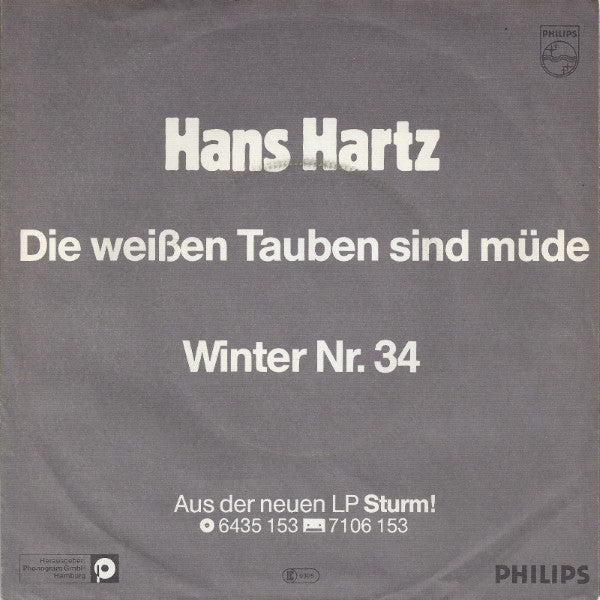 PHILIPS
Hans Hartz
Die weißen Tauben sind müde
Winter Nr. 34
Aus der neuen LP Sturm!
6435 153 7106 153
Herausgeber:
Phonogram GmbH
Hamburg
p
0305
PHILIPS